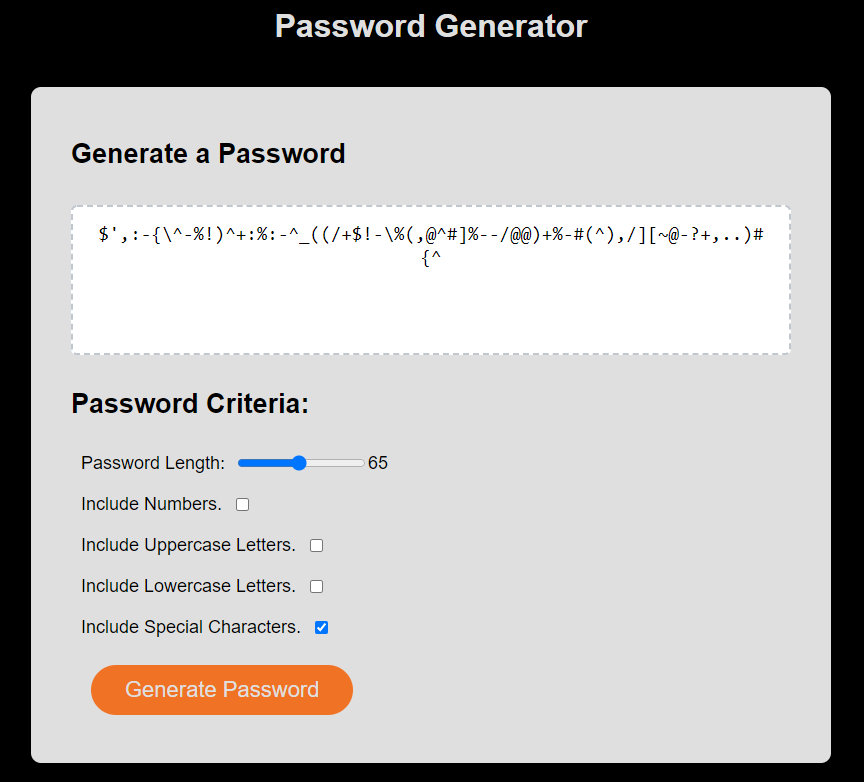 Password Generator
Generate a Password
$',:-{\^-%!)^+:%:-^_((/+$!-\%(,@^#]%--/@@)+%-#(^),/][~@-?+,..)#
{^
Password Criteria:
Password Length: 65
Include Numbers.
Include Uppercase Letters.
Include Lowercase Letters.
Include Special Characters.
Generate Password